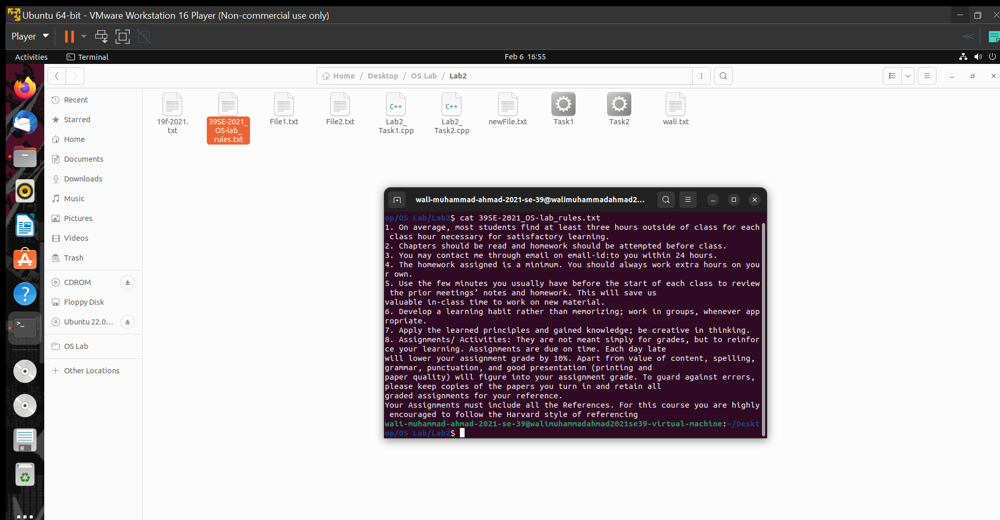 Ubuntu 64-bit - VMware Workstation 16 Player (Non-commercial use only)
Player
Activities
Terminal
Feb 6 16:55
Home / Desktop / OS Lab / Lab2
Recent
Starred
Home
Documents
Downloads
Music
Pictures
Videos
Trash
CDROM
Floppy Disk
Ubuntu 22.0...
OS Lab
+ Other Locations
19f-2021.
txt
39SE-2021_
OS-lab_
rules.txt
File1.txt
File2.txt
C++
Lab2_
Task1.cpp
C++
Lab2_
Task2.cpp
newFile.txt
Task1
Task2
wali.txt
wali-muhammad-ahmad-2021-se-39@walimuhammadahmad2...
op/OS Lab/Lab2$ cat 39SE-2021_OS-lab_rules.txt
1. On average, most students find at least three hours outside of class for each
class hour necessary for satisfactory learning.
2. Chapters should be read and homework should be attempted before class.
3. You may contact me through email on email-id:to you within 24 hours.
4. The homework assigned is a minimum. You should always work extra hours on you
r own.
5. Use the few minutes you usually have before the start of each class to review
the prior meetings’ notes and homework. This will save us
valuable in-class time to work on new material.
6. Develop a learning habit rather than memorizing; work in groups, whenever app
ropriate.
7. Apply the learned principles and gained knowledge; be creative in thinking.
8. Assignments/ Activities: They are not meant simply for grades, but to reinfor
ce your learning. Assignments are due on time. Each day late
will lower your assignment grade by 10%. Apart from value of content, spelling,
grammar, punctuation, and good presentation (printing and
paper quality) will figure into your assignment grade. To guard against errors,
please keep copies of the papers you turn in and retain all
graded assignments for your reference.
Your Assignments must include all the References. For this course you are highly
encouraged to follow the Harvard style of referencing
wali-muhammad-ahmad-2021-se-39@walimuhammadahmad2021se39-virtual-machine:~/Deskt
op/OS Lab/Lab2$